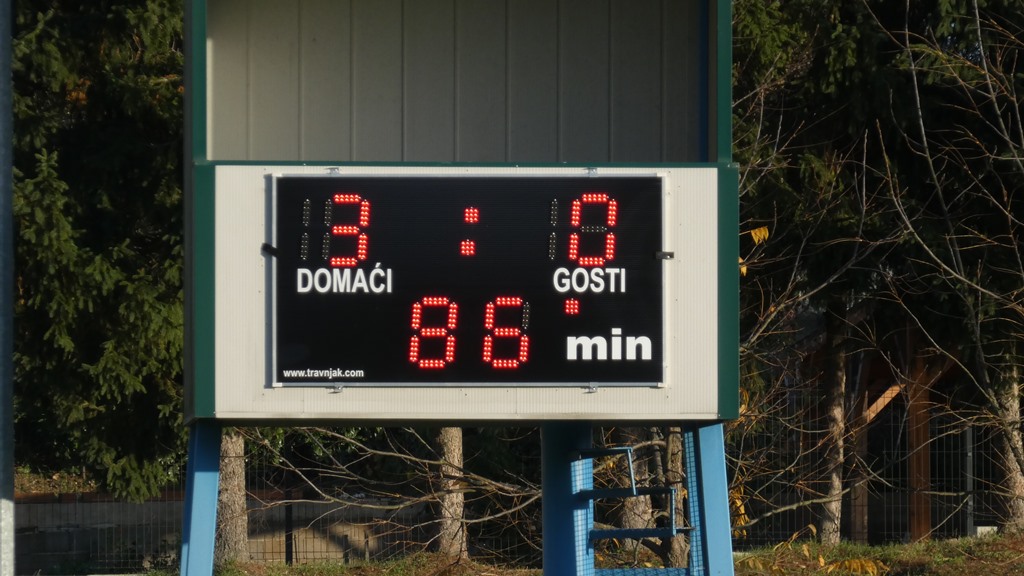 3 : 0
DOMAĆI GOSTI
86 min
www.travnjak.com